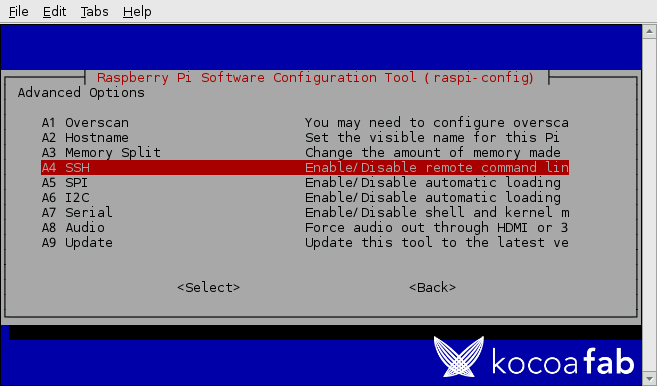 File Edit Tabs Help
Raspberry Pi Software Configuration Tool (raspi-config)
Advanced Options
A1 Overscan You may need to configure oversca
A2 Hostname Set the visible name for this Pi
A3 Memory Split Change the amount of memory made
A4 SSH Enable/Disable remote command lin
A5 SPI Enable/Disable automatic loading
A6 I2C Enable/Disable automatic loading
A7 Serial Enable/Disable shell and kernel m
A8 Audio Force audio out through HDMI or 3
A9 Update Update this tool to the latest ve
<Select> <Back>
kocoafab